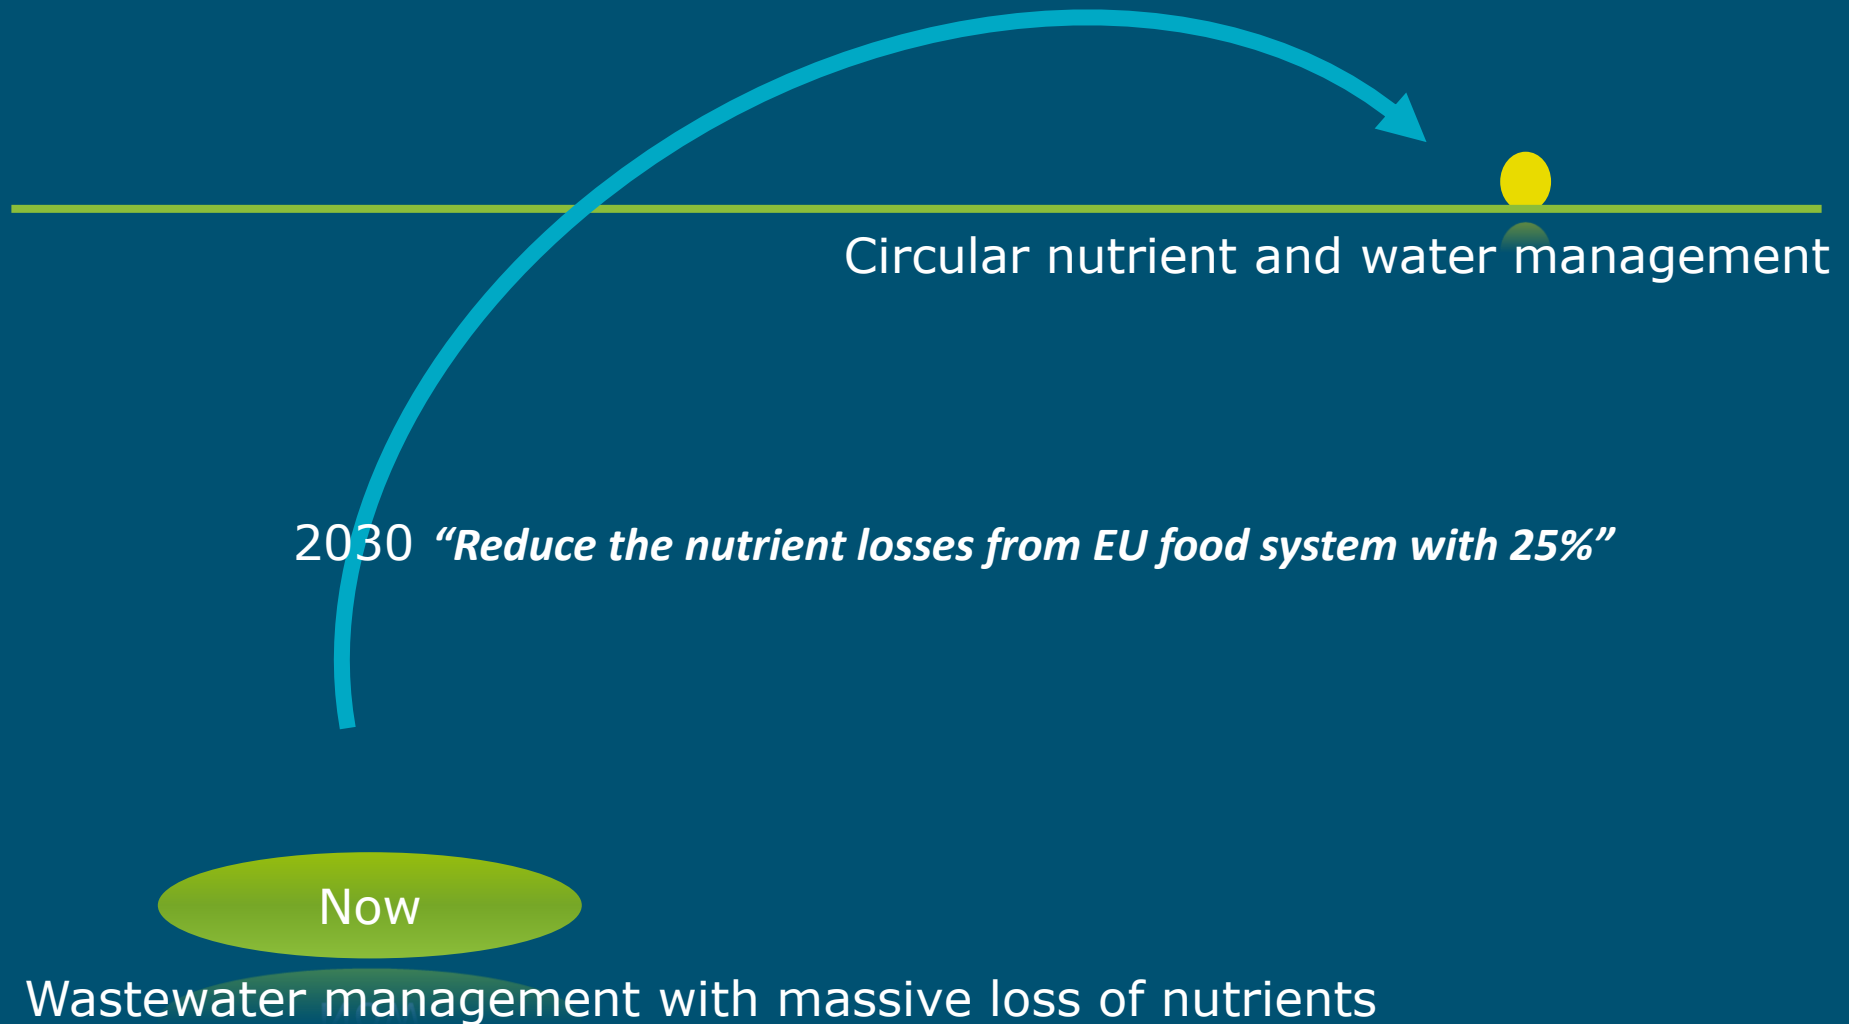 Circular nutrient and water management
2030 “Reduce the nutrient losses from EU food system with 25%”
Now
Wastewater management with massive loss of nutrients